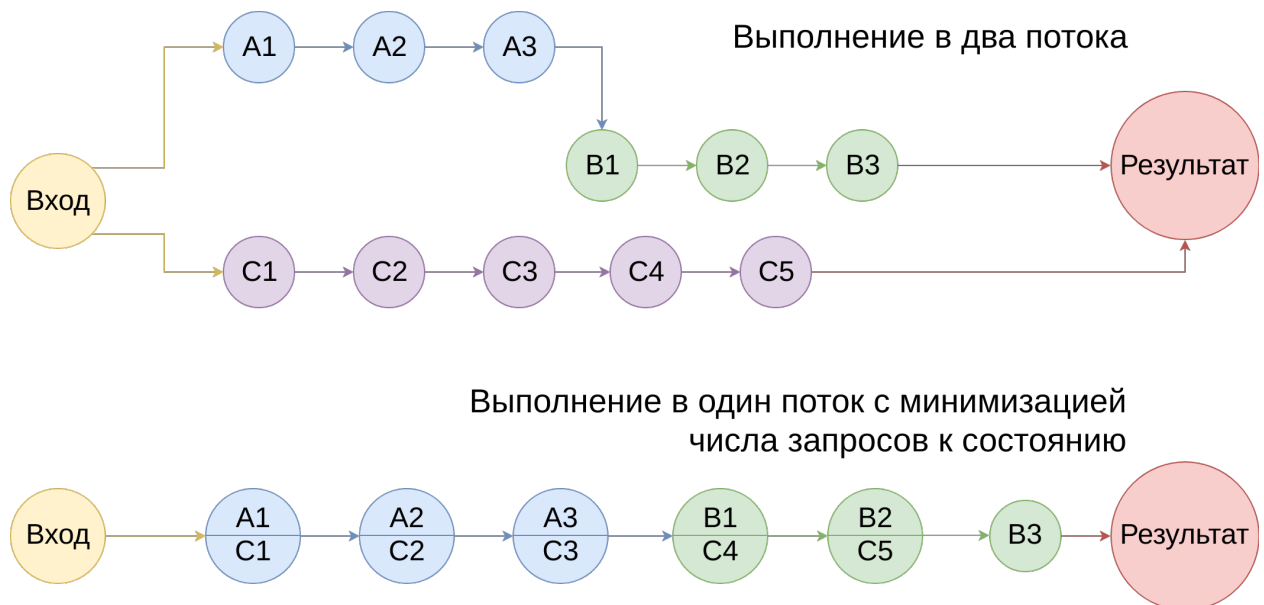 Выполнение в два потока
A1
A2
A3
B1
B2
B3
Вход
Результат
C1
C2
C3
C4
C5
Выполнение в один поток с минимизацией
числа запросов к состоянию
Вход
A1
C1
A2
C2
A3
C3
B1
C4
B2
C5
B3
Результат